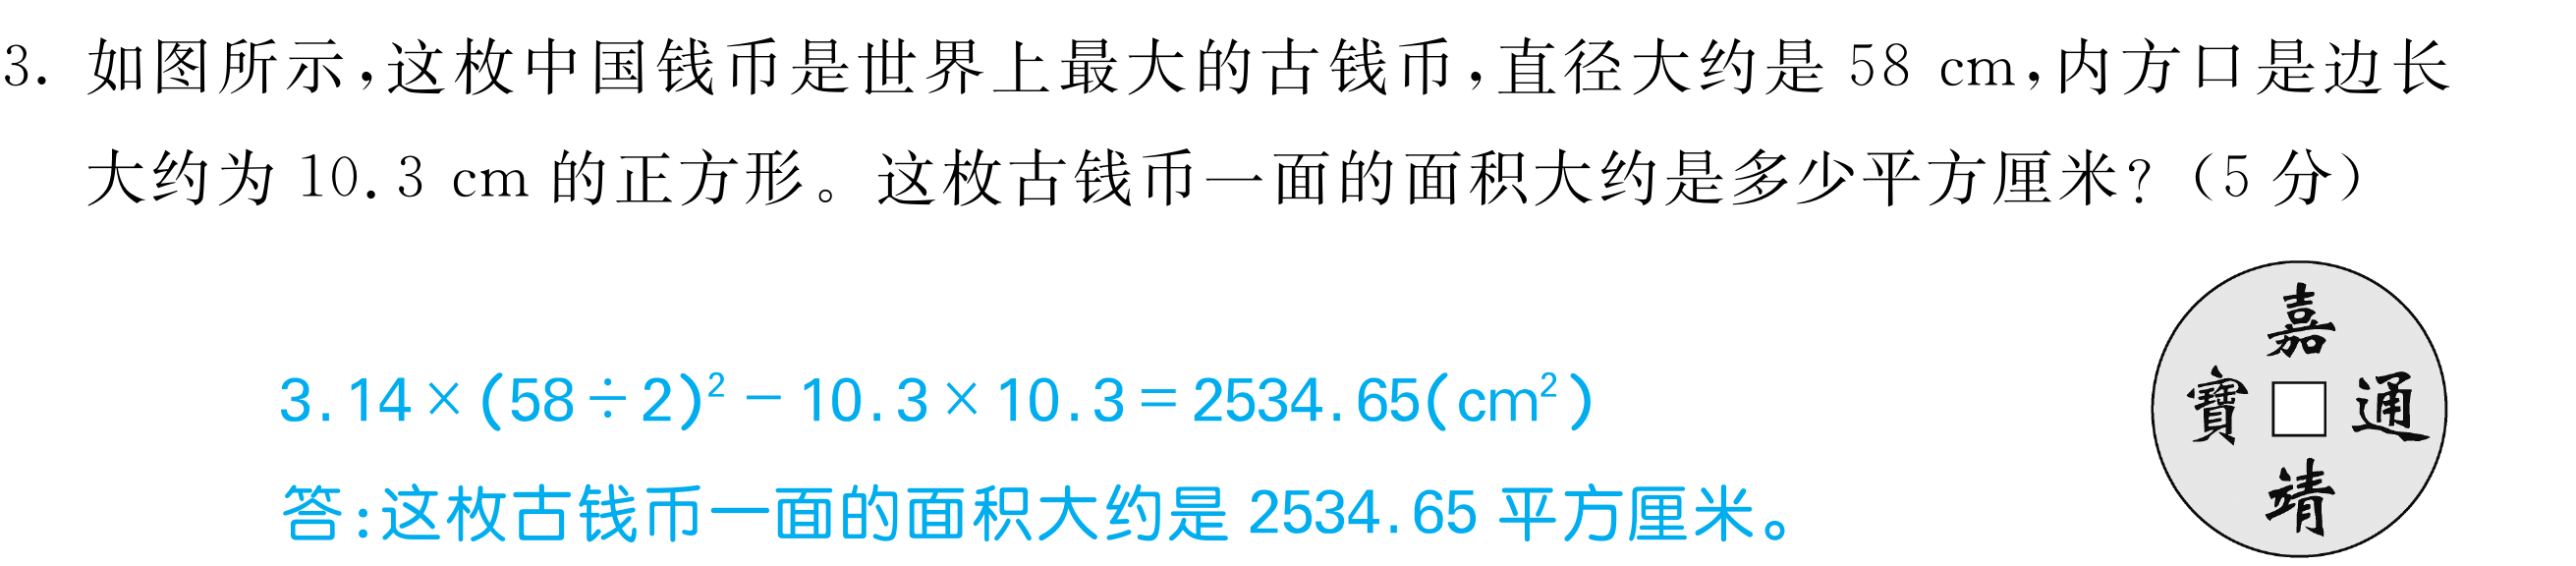 3. 如图所示,这枚中国钱币是世界上最大的古钱币,直径大约是 58 cm,内方口是边长
大约为 10.3 cm 的正方形。这枚古钱币一面的面积大约是多少平方厘米?(5 分)
3.14×(58÷2)²－10.3×10.3＝2534.65(cm²)
答:这枚古钱币一面的面积大约是 2534.65 平方厘米。
嘉
寶 通
靖